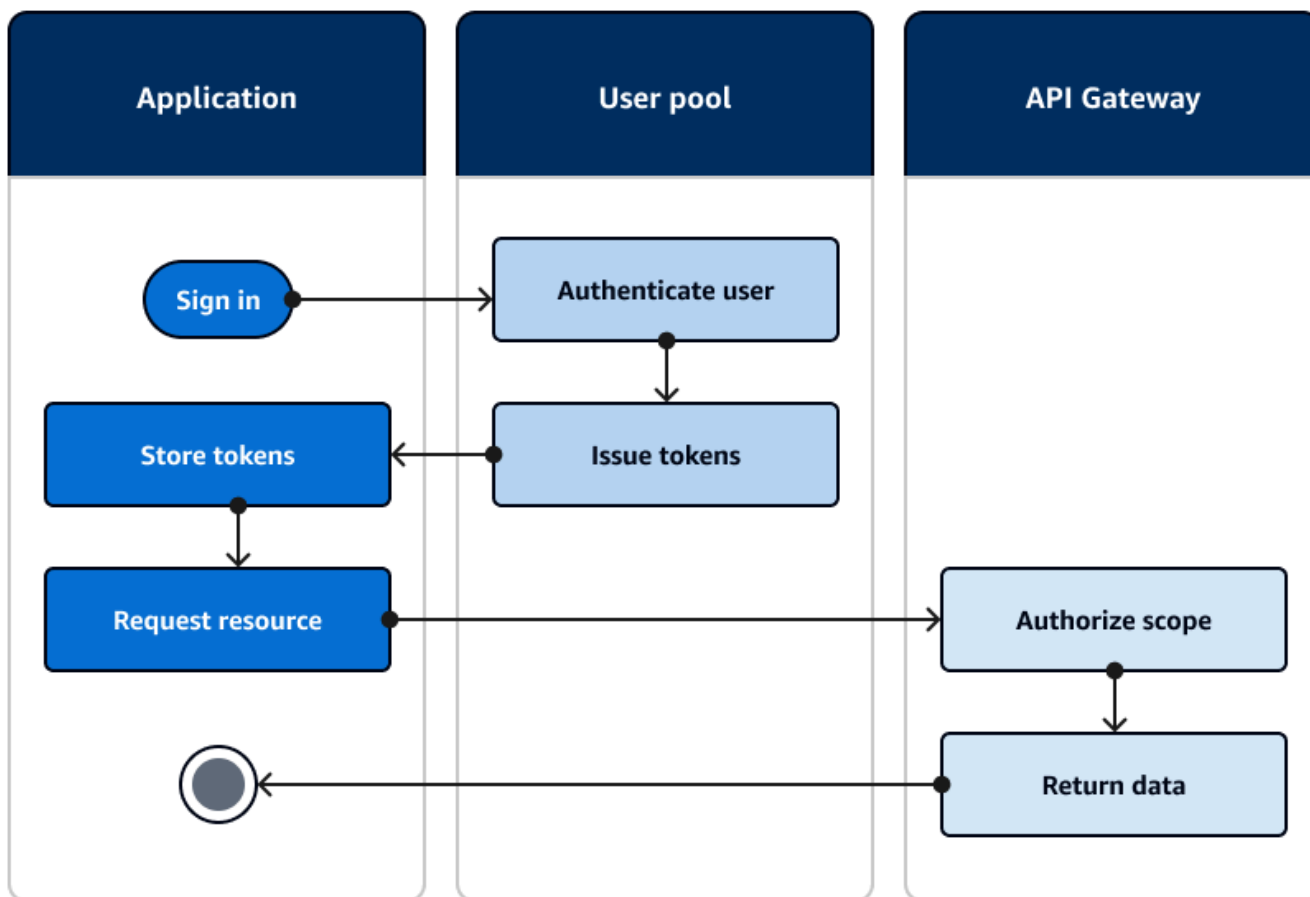 Application
User pool
API Gateway
Sign in
Authenticate user
Store tokens
Issue tokens
Request resource
Authorize scope
Return data